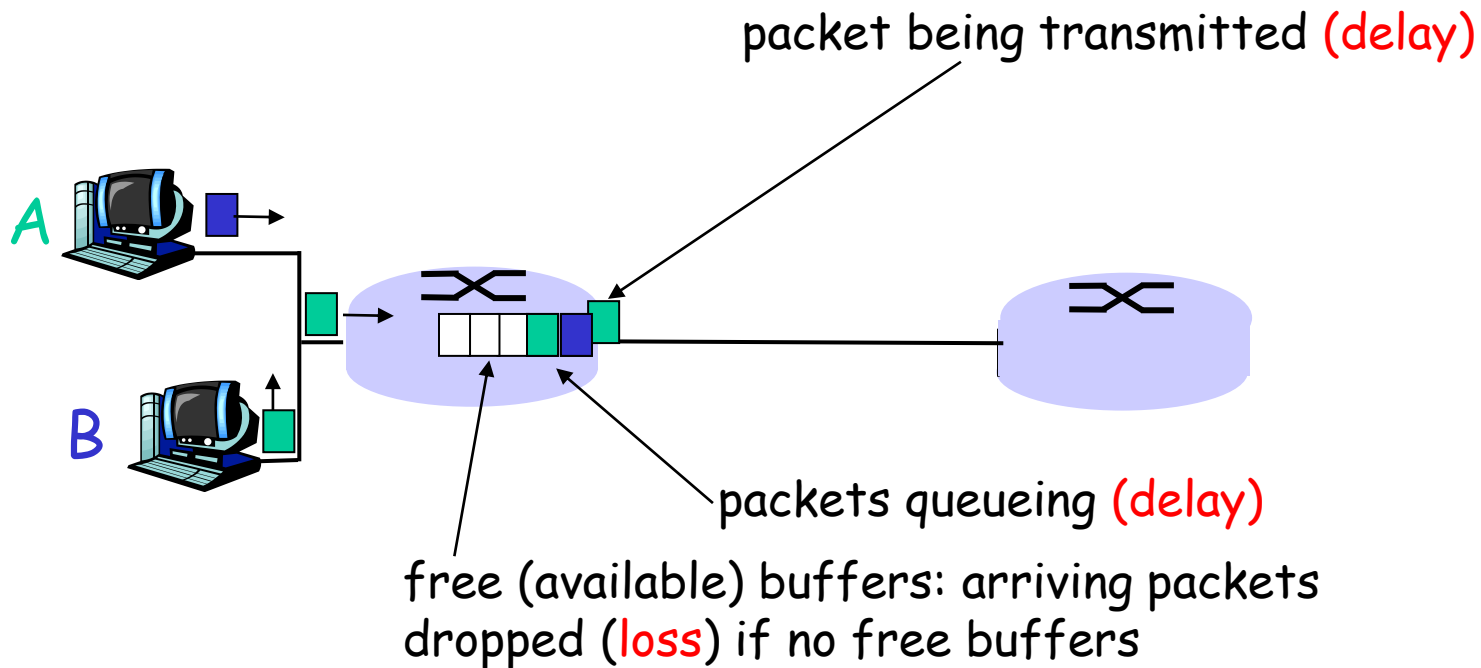 packet being transmitted (delay)
A
B
packets queueing (delay)
free (available) buffers: arriving packets
dropped (loss) if no free buffers